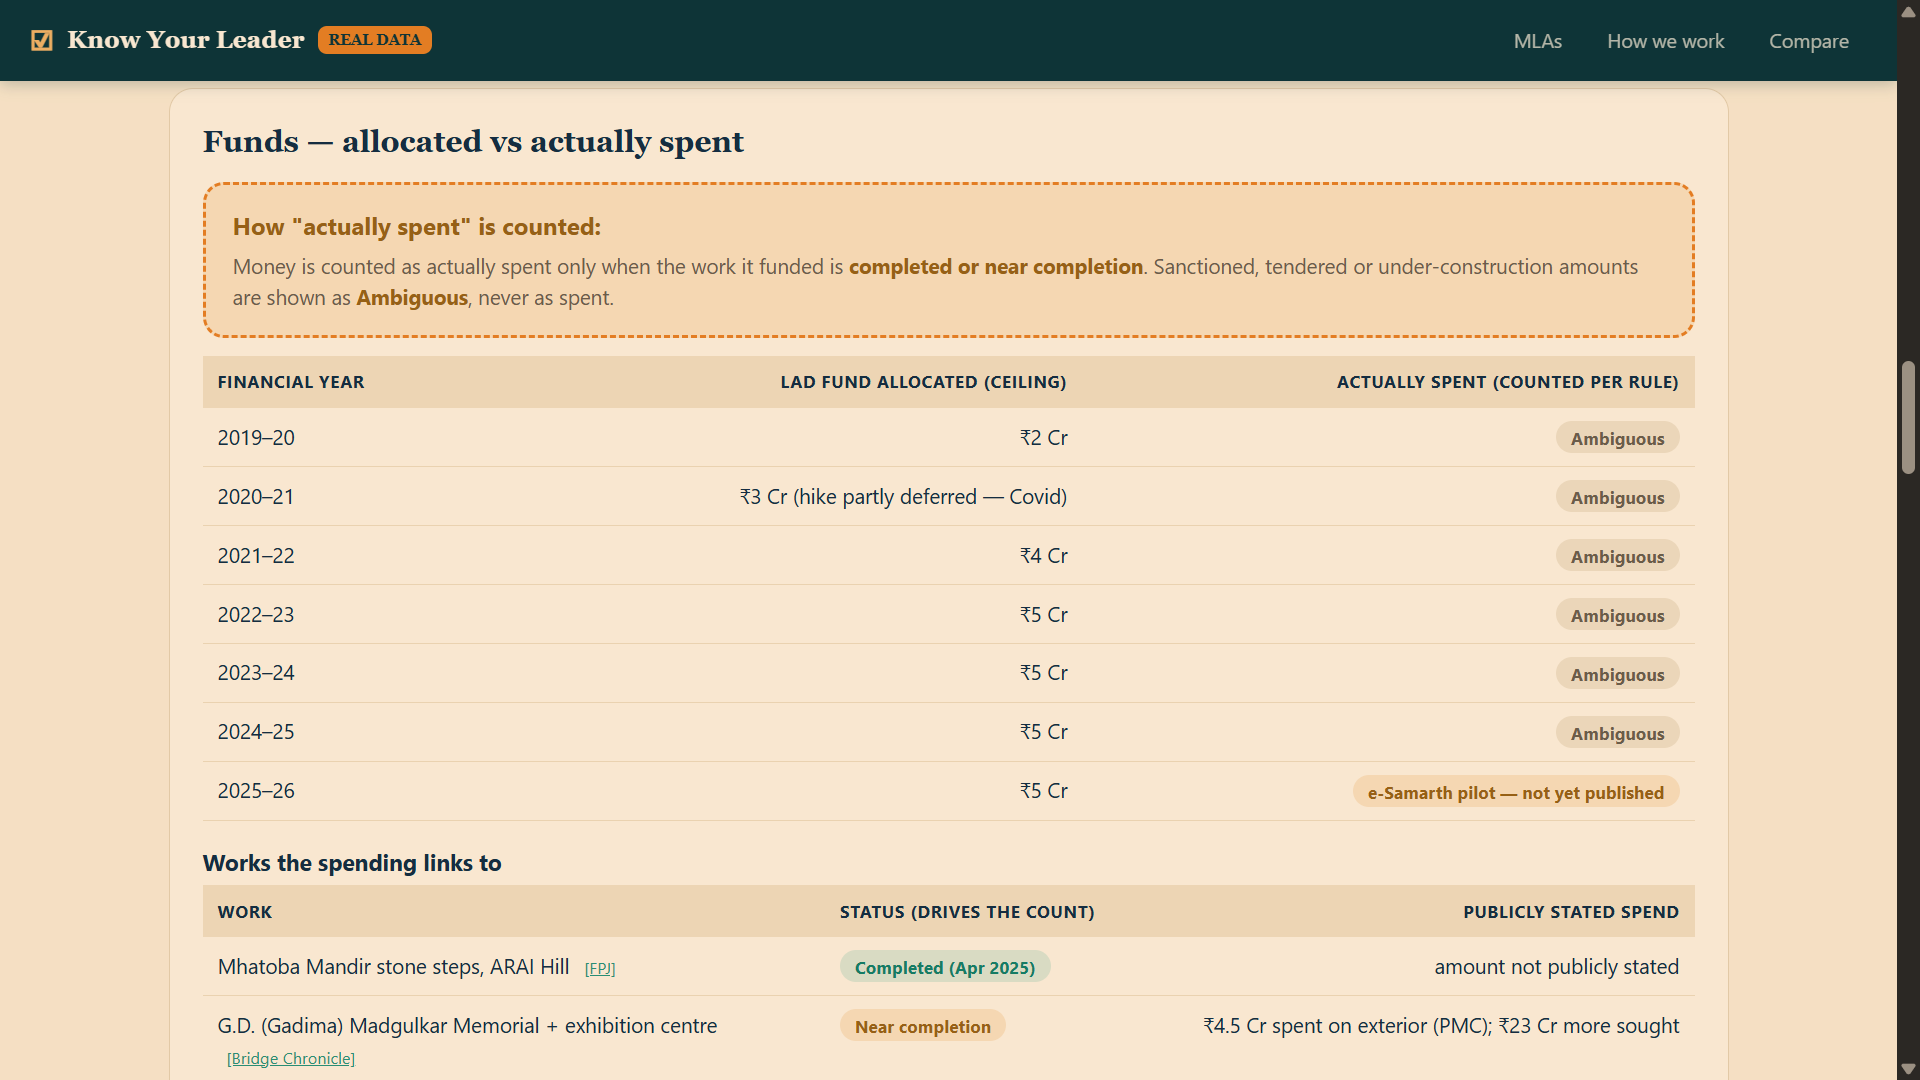 Know Your Leader REAL DATA MLAs How we work Compare
Funds — allocated vs actually spent
How "actually spent" is counted:
Money is counted as actually spent only when the work it funded is completed or near completion. Sanctioned, tendered or under-construction amounts
are shown as Ambiguous, never as spent.
FINANCIAL YEAR LAD FUND ALLOCATED (CEILING) ACTUALLY SPENT (COUNTED PER RULE)
2019–20 ₹2 Cr Ambiguous
2020–21 ₹3 Cr (hike partly deferred — Covid) Ambiguous
2021–22 ₹4 Cr Ambiguous
2022–23 ₹5 Cr Ambiguous
2023–24 ₹5 Cr Ambiguous
2024–25 ₹5 Cr Ambiguous
2025–26 ₹5 Cr e-Samarth pilot — not yet published
Works the spending links to
WORK STATUS (DRIVES THE COUNT) PUBLICLY STATED SPEND
Mhatoba Mandir stone steps, ARAI Hill [FPJ] Completed (Apr 2025) amount not publicly stated
G.D. (Gadima) Madgulkar Memorial + exhibition centre Near completion ₹4.5 Cr spent on exterior (PMC); ₹23 Cr more sought
[Bridge Chronicle]